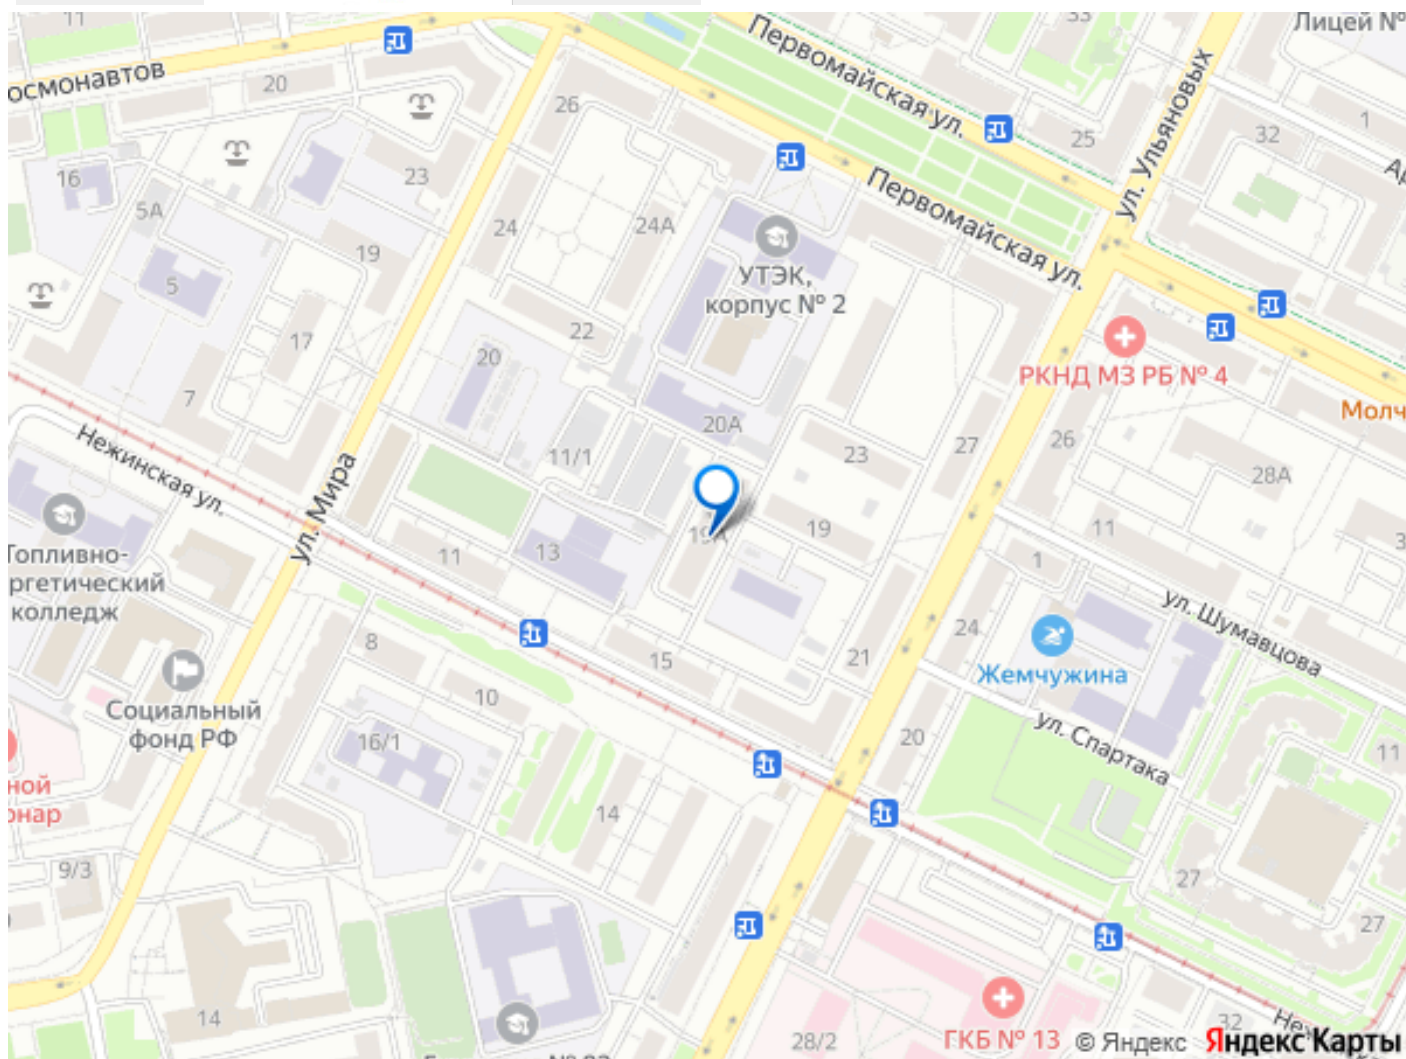 11
33
Лицей №
осмонавтов
20
26
Первомайская ул.
25
ул. Ульяновых
32
1
16
23
5А
24
24А
19
Первомайская ул.
УТЭК,
корпус № 2
5
17
22
20
7
РКНД МЗ РБ № 4
Молч
20А
26
27
23
28А
11/1
Нежинская ул.
ул. Мира
19
11
11
13
1
Топливно-
ргетический
колледж
ул. Шумавцова
24
8
15
21
Жемчужина
10
Социальный
фонд РФ
16/1
20
ул. Спартака
11
ной
онар
14
9/3
27
27
14
28/2
ГКБ № 13
32
© Яндекс
Яндекс Карты